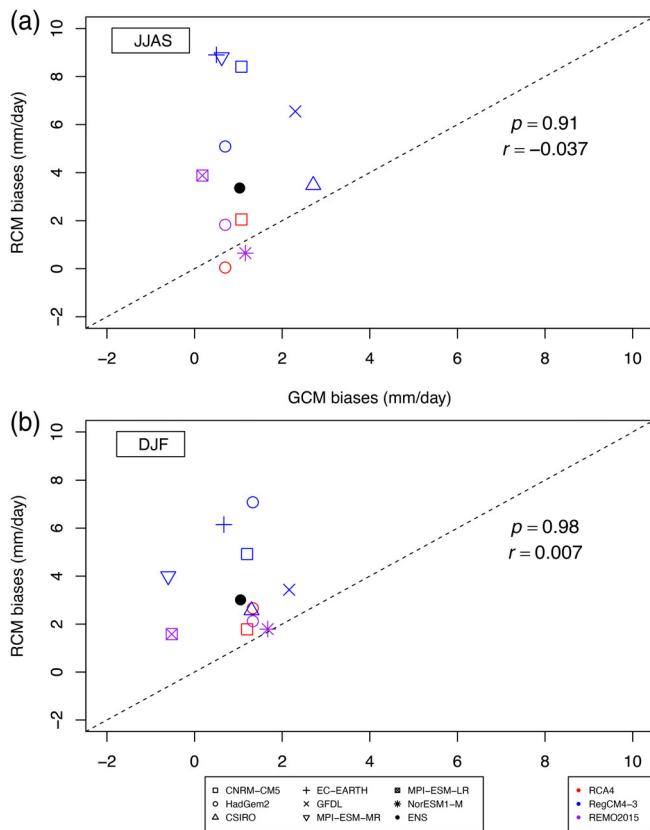 (a)
JJAS
10
8
6
4
2
0
−2
RCM biases (mm/day)
p = 0.91
r = −0.037
−2 0 2 4 6 8 10
GCM biases (mm/day)
(b)
DJF
10
8
6
4
2
0
−2
RCM biases (mm/day)
p = 0.98
r = 0.007
−2 0 2 4 6 8 10
CNRM−CM5 EC−EARTH MPI−ESM−LR RCA4
HadGem2 GFDL NorESM1−M RegCM4−3
CSIRO MPI−ESM−MR ENS REMO2015